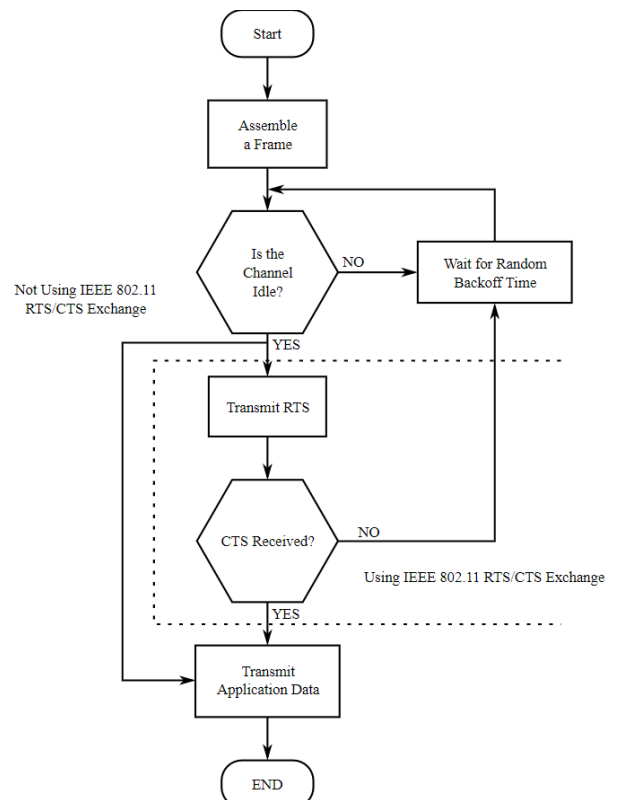 Start
Assemble
a Frame
Is the
Channel
Idle?
NO
Wait for Random
Backoff Time
Not Using IEEE 802.11
RTS/CTS Exchange
YES
Transmit RTS
CTS Received?
NO
Using IEEE 802.11 RTS/CTS Exchange
YES
Transmit
Application Data
END